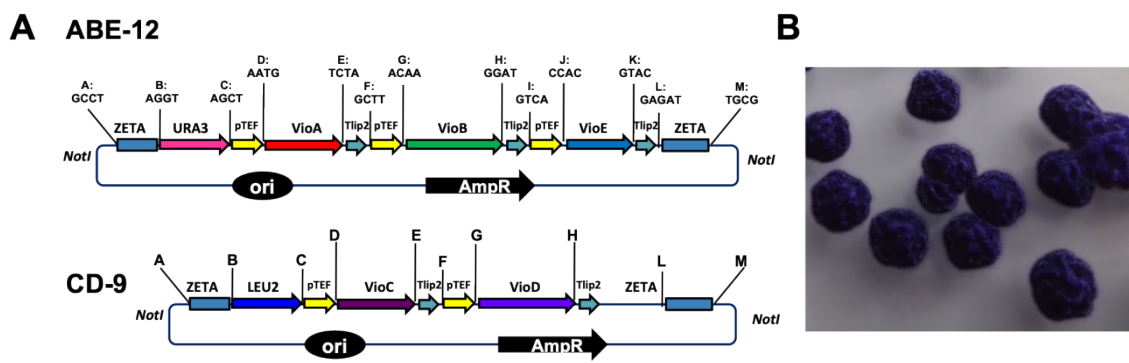 A ABE-12 B
D: G: H: J: K:
AATG ACAA GGAT CCAC GTAC
A: B: C: E: F: I: L: M:
GCCT AGGT AGCT TCTA GCTT GTCA GAGAT TGCG
ZETA URA3 pTEF VioA Tlip2 pTEF VioB Tlip2 pTEF VioE Tlip2 ZETA
NotI NotI
ori AmpR
A B C D E F G H L M
CD-9
ZETA LEU2 pTEF VioC Tlip2 pTEF VioD Tlip2 ZETA
NotI NotI
ori AmpR